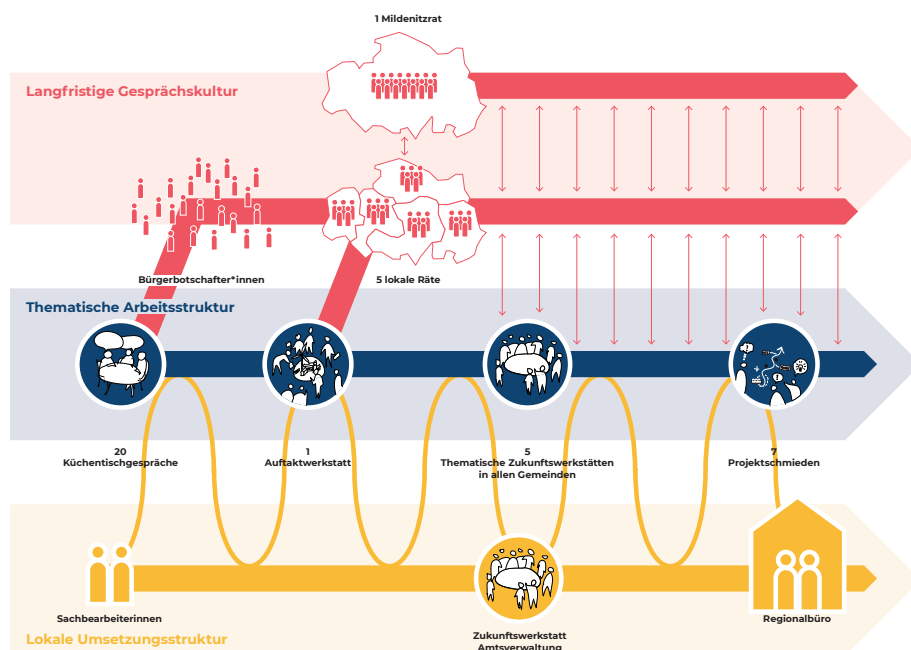 1 Mildenitzrat
Langfristige Gesprächskultur
Bürgerbotschafter*innen
5 lokale Räte
Thematische Arbeitsstruktur
20
Küchentischgespräche
1
Auftaktwerkstatt
5
Thematische Zukunftswerkstätten
in allen Gemeinden
7
Projektschmieden
Sachbearbeiterinnen
Regionalbüro
Zukunftswerkstatt
Amtsverwaltung
Lokale Umsetzungsstruktur